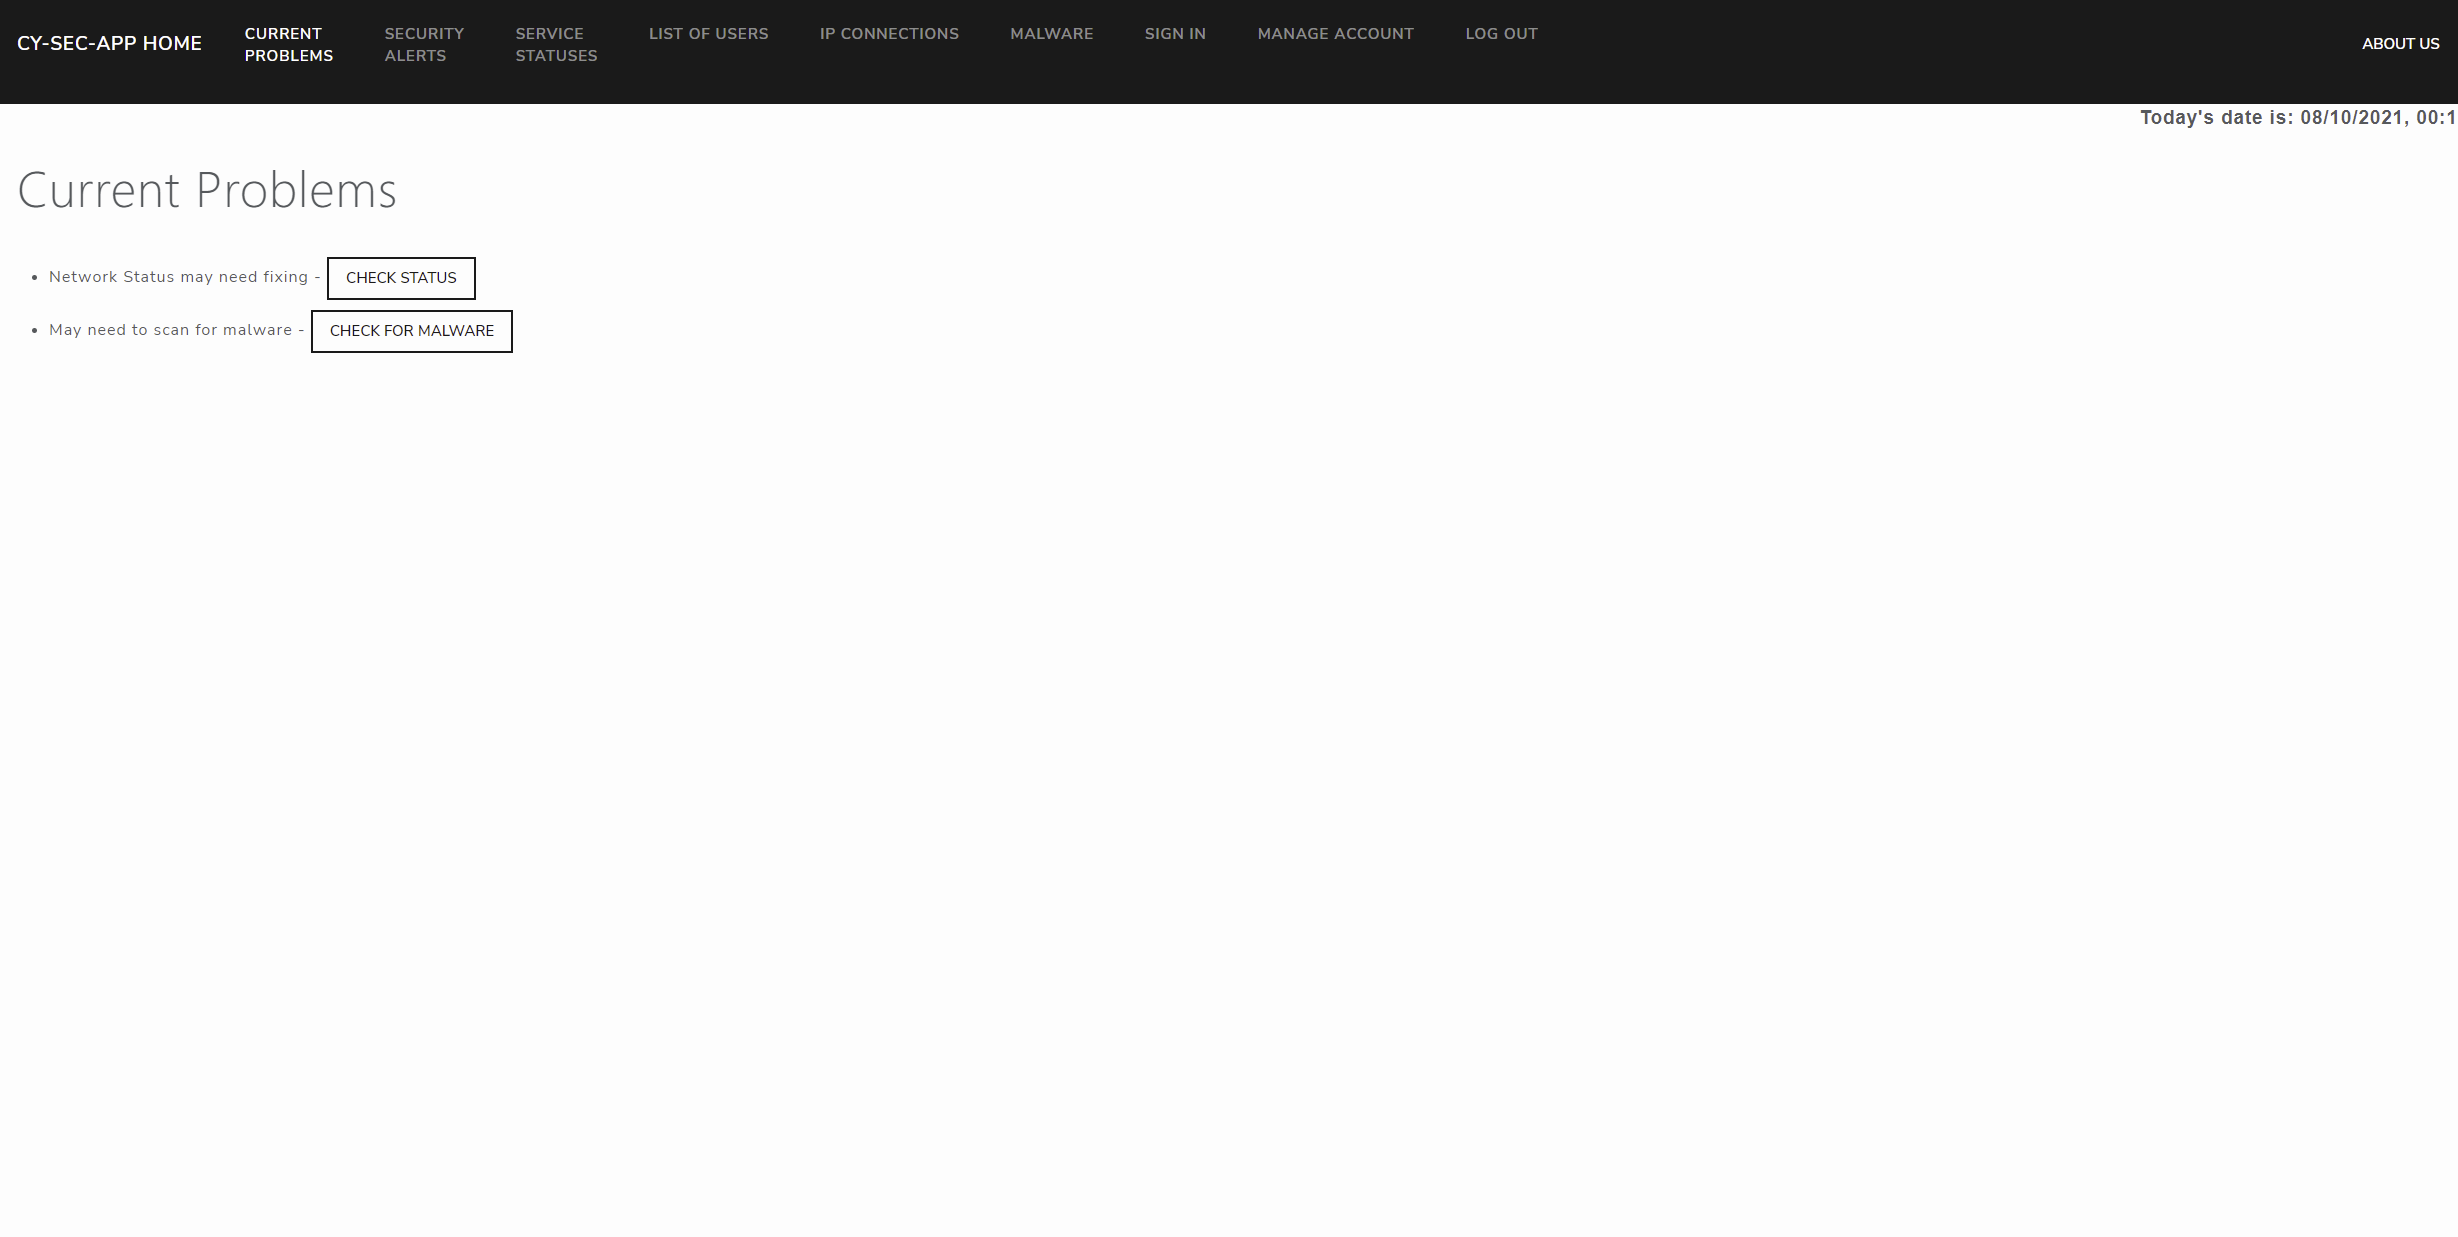 CY-SEC-APP HOME
CURRENT
PROBLEMS
SECURITY
ALERTS
SERVICE
STATUSES
LIST OF USERS
IP CONNECTIONS
MALWARE
SIGN IN
MANAGE ACCOUNT
LOG OUT
ABOUT US
Today's date is: 08/10/2021, 00:1
Current Problems
• Network Status may need fixing - CHECK STATUS
• May need to scan for malware - CHECK FOR MALWARE